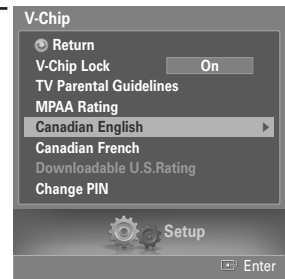 V-Chip
Return
V-Chip Lock On
TV Parental Guidelines
MPAA Rating
Canadian English
Canadian French
Downloadable U.S.Rating
Change PIN
Setup
Enter